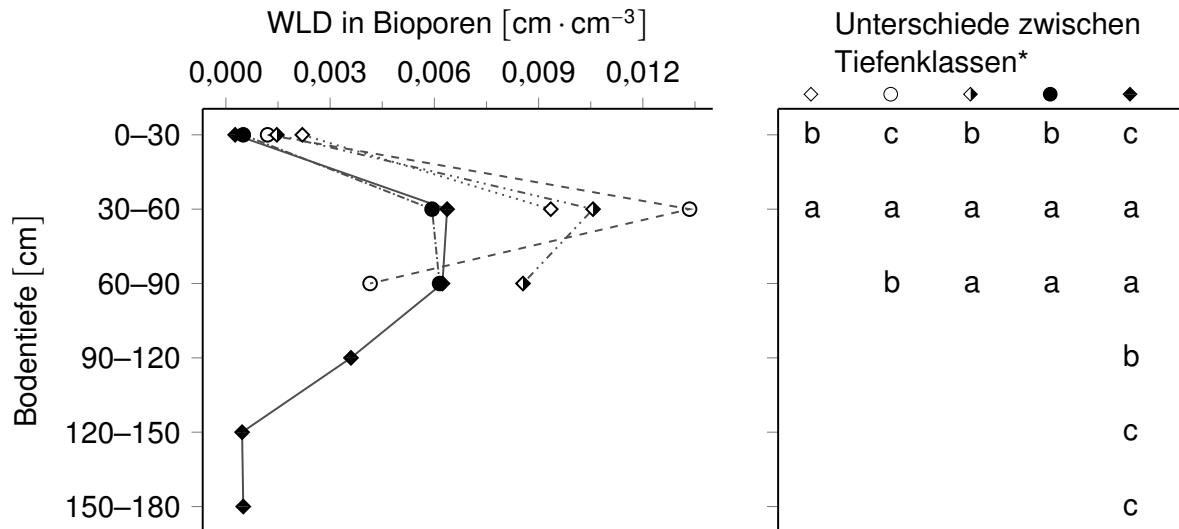 WLD in Bioporen [cm · cm⁻³]
0,000 0,003 0,006 0,009 0,012
Bodentiefe [cm]
0–30
30–60
60–90
90–120
120–150
150–180
Unterschiede zwischen
Tiefenklassen*
b c b b c
a a a a a
b a a a
b
c
c